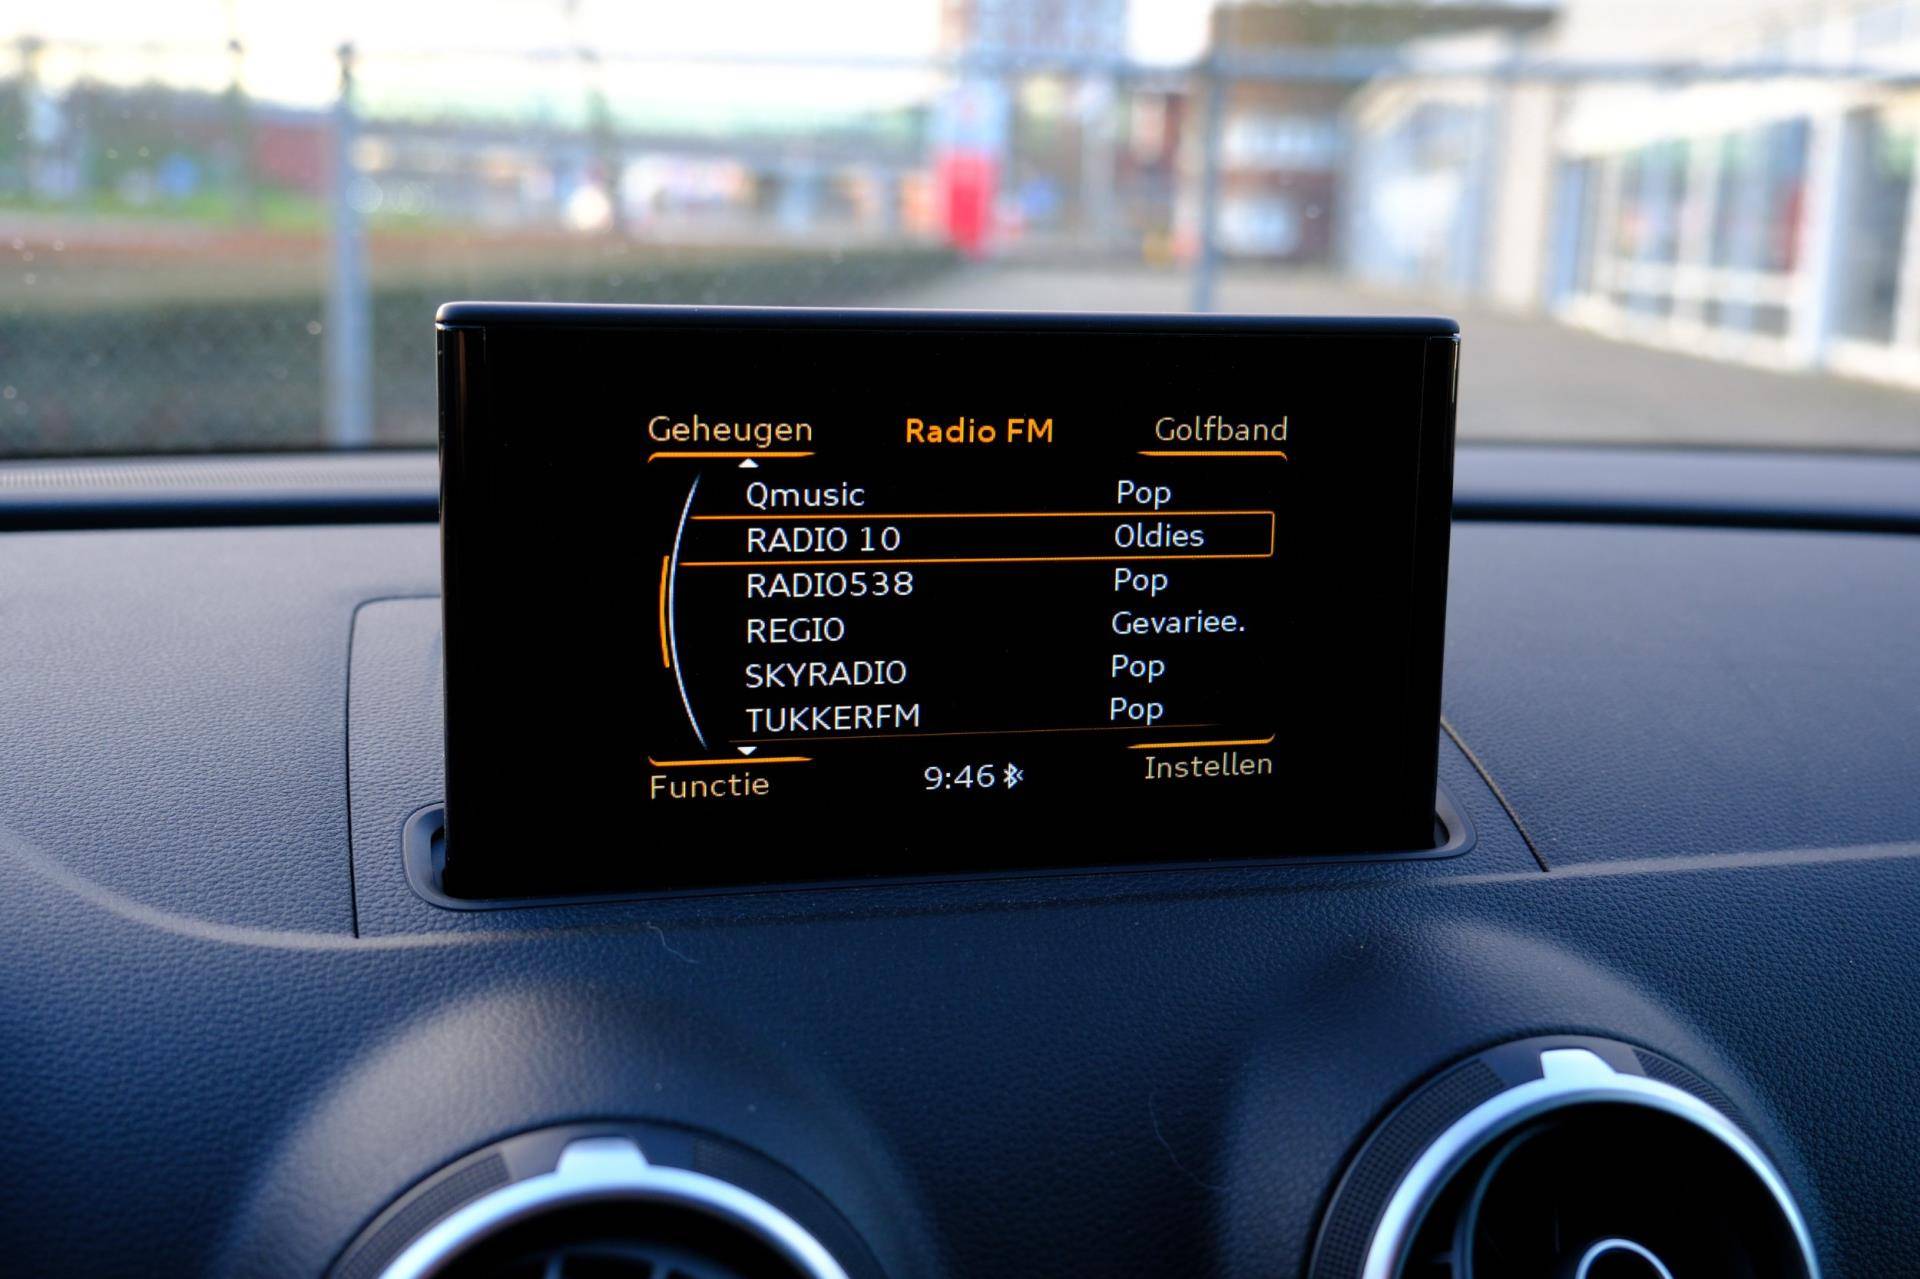 Geheugen Radio FM Golfband
Qmusic Pop
RADIO 10 Oldies
RADIO538 Pop
REGIO Gevariee.
SKYRADIO Pop
TUKKERFM Pop
Functie 9:46 Instellen